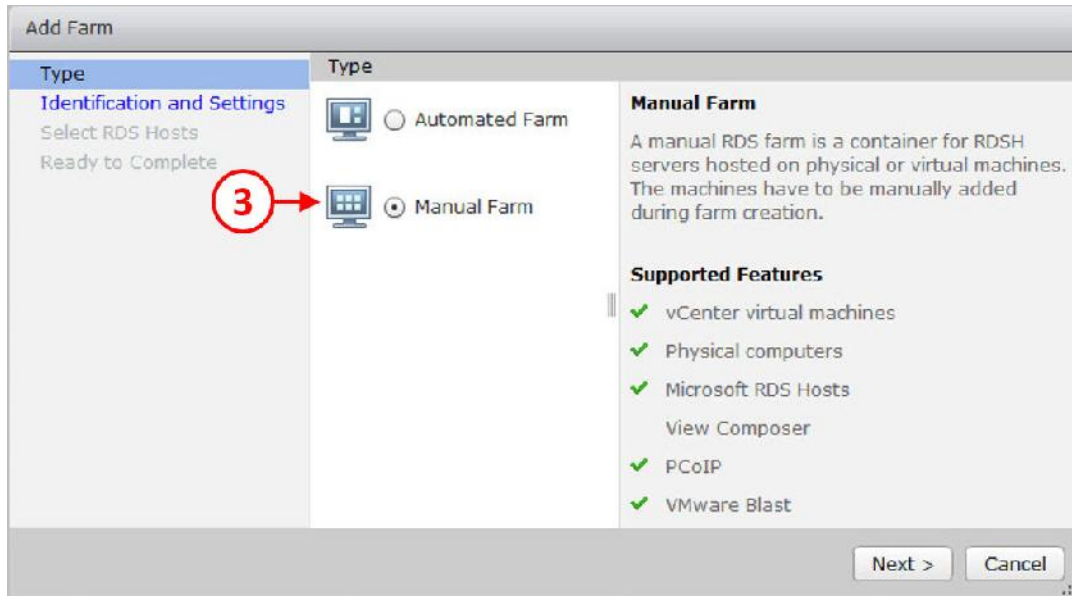 Add Farm
Type
Identification and Settings
Select RDS Hosts
Ready to Complete
3
Type
Automated Farm
Manual Farm
Manual Farm
A manual RDS farm is a container for RDSH
servers hosted on physical or virtual machines.
The machines have to be manually added
during farm creation.
Supported Features
vCenter virtual machines
Physical computers
Microsoft RDS Hosts
View Composer
PCoIP
VMware Blast
Next >
Cancel